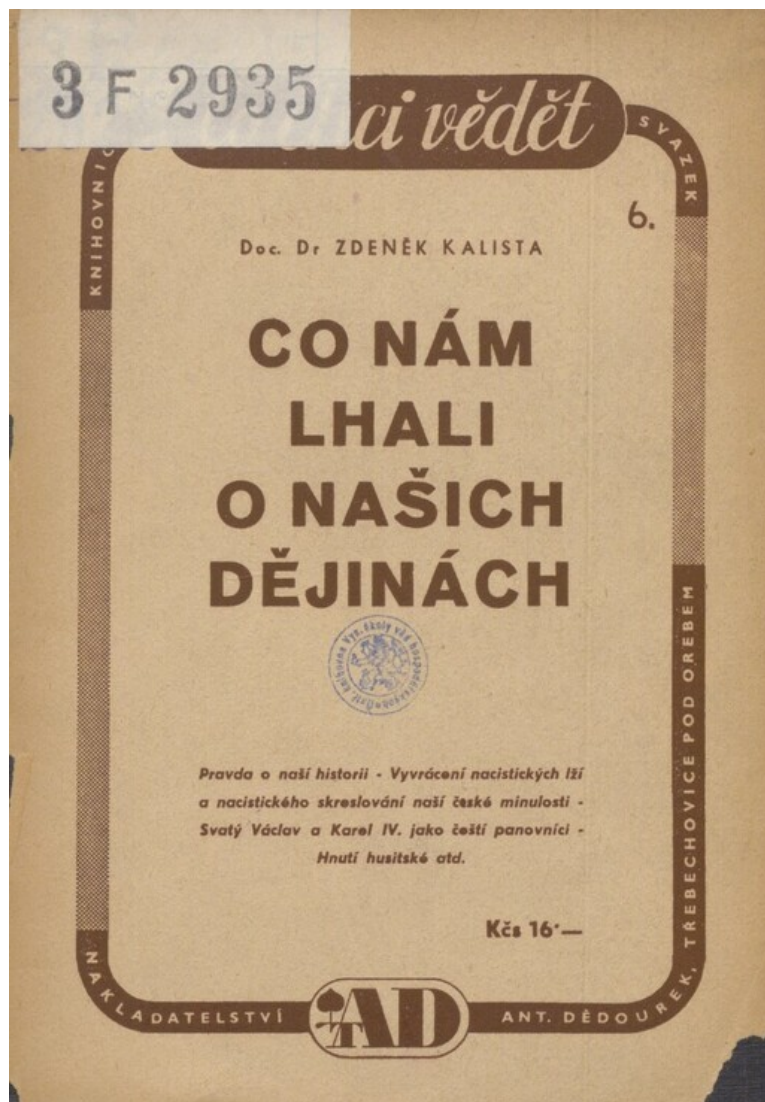 3 F 2935
vědět
SVAZEK
6.
Doc. Dr ZDENĚK KALISTA
CO NÁM
LHALI
O NAŠICH
DĚJINÁCH
Pravda o naší historii - Vyvrácení nacistických lží
a nacistického skreslování naší české minulosti -
Svatý Václav a Karel IV. jako čeští panovníci -
Hnutí husitské atd.
Kčs 16·—
NAKLADATELSTVÍ
AD
ANT. DĚDOUREK, TŘEBECHOVICE POD OREBEM